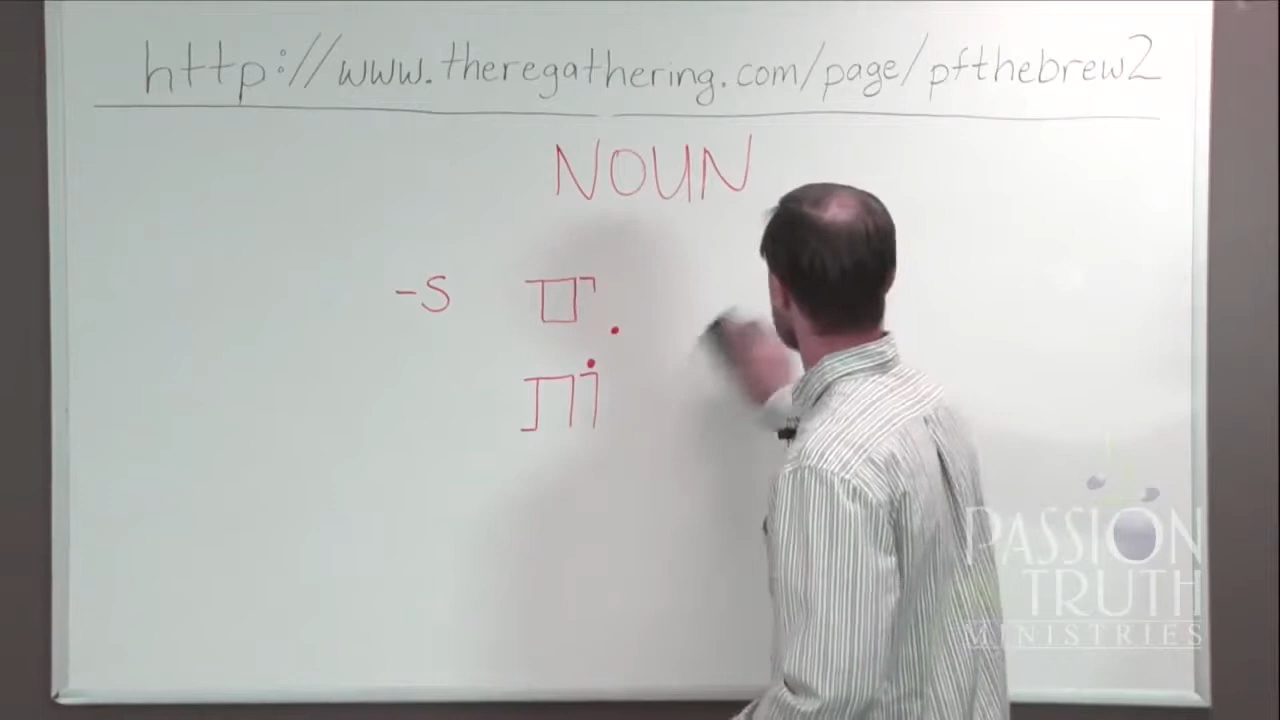 http://www.theregathering.com/page/pfthebrew2
NOUN
-S ִים
וֹת
PASSION
TRUTH
MINISTRIES